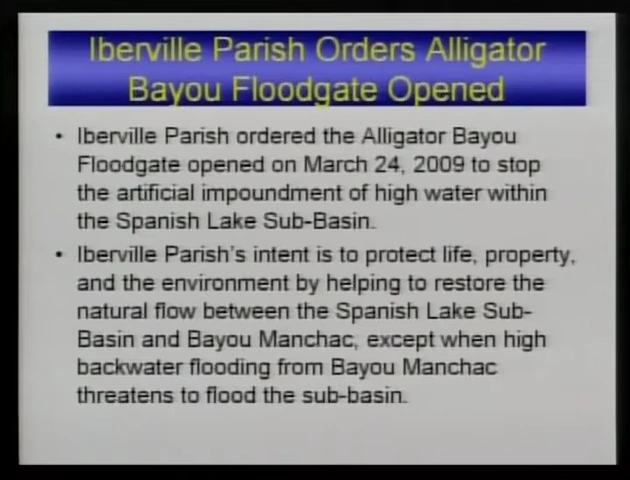 Iberville Parish Orders Alligator
Bayou Floodgate Opened
• Iberville Parish ordered the Alligator Bayou
Floodgate opened on March 24, 2009 to stop
the artificial impoundment of high water within
the Spanish Lake Sub-Basin.
• Iberville Parish's intent is to protect life, property,
and the environment by helping to restore the
natural flow between the Spanish Lake Sub-
Basin and Bayou Manchac, except when high
backwater flooding from Bayou Manchac
threatens to flood the sub-basin.